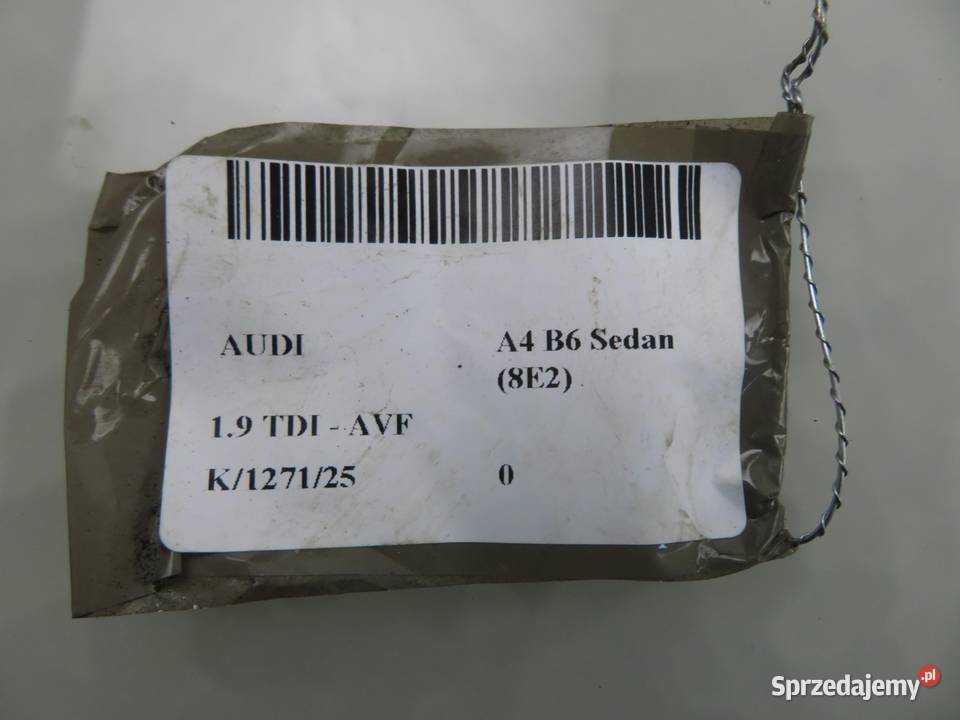 AUDI
A4 B6 Sedan
(8E2)
1.9 TDI - AVF
K/1271/25
0
Sprzedajemy.pl